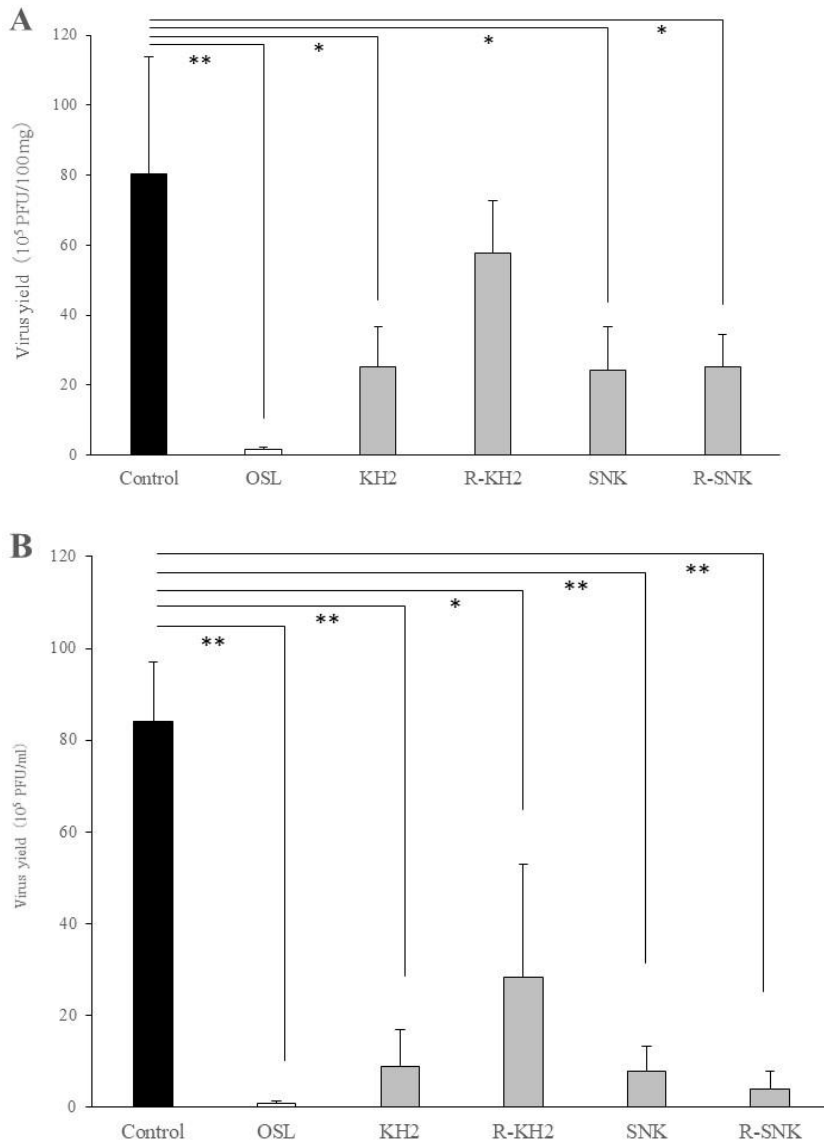 A
120
100
80
60
40
20
0
Virus yield (10⁵ PFU/100mg)
** * * *
Control OSL KH2 R-KH2 SNK R-SNK
B
120
100
80
60
40
20
0
Virus yield (10⁵ PFU/ml)
** ** * ** **
Control OSL KH2 R-KH2 SNK R-SNK